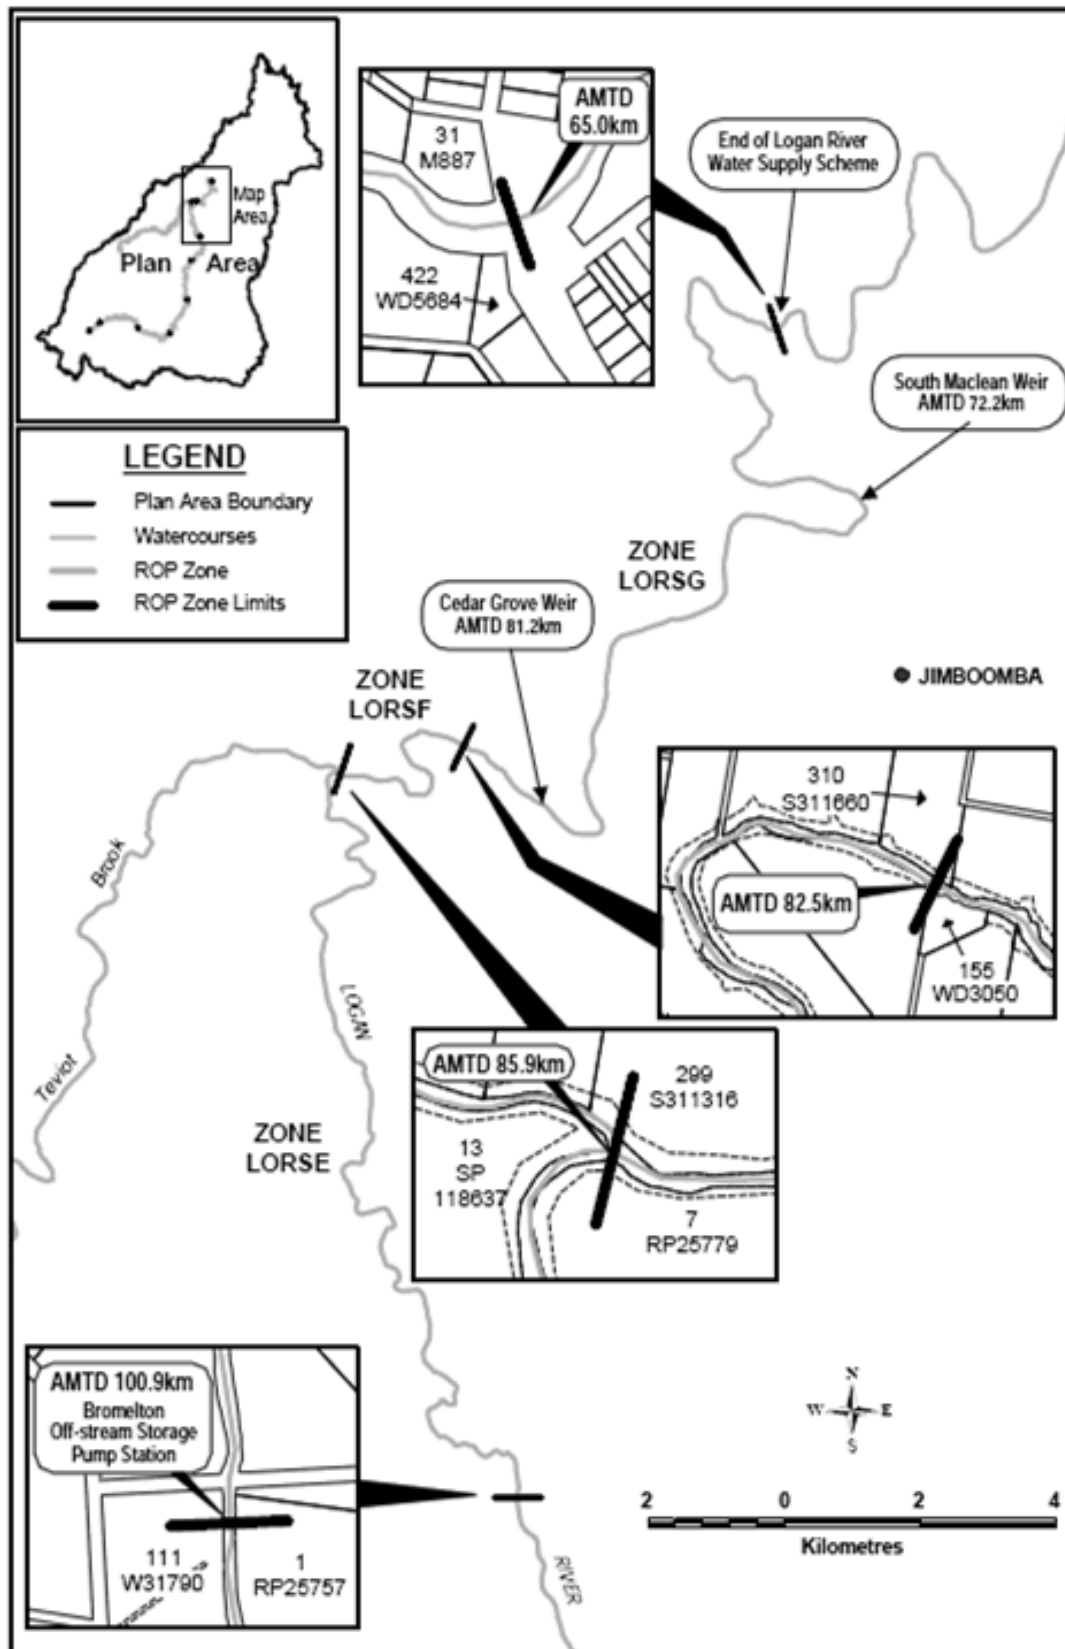 Map
Area
Plan Area
LEGEND
Plan Area Boundary
Watercourses
ROP Zone
ROP Zone Limits
AMTD
65.0km
31
M887
422
WD5684
End of Logan River
Water Supply Scheme
South Maclean Weir
AMTD 72.2km
ZONE
LORSG
Cedar Grove Weir
AMTD 81.2km
ZONE
LORSF
JIMBOOMBA
310
S311660
AMTD 82.5km
155
WD3050
Teviot Brook
LOGAN
ZONE
LORSE
AMTD 85.9km
299
S311316
13
SP
118637
7
RP25779
AMTD 100.9km
Bromelton
Off-stream Storage
Pump Station
111
W31790
1
RP25757
RIVER
N
W E
S
2 0 2 4
Kilometres